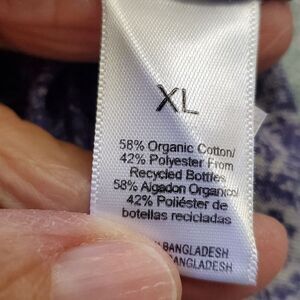 XL
58% Organic Cotton/
42% Polyester From
Recycled Bottles
58% Algodon Organico/
42% Poliéster de
botellas recicladas
BANGLADESH
BANGLADESH